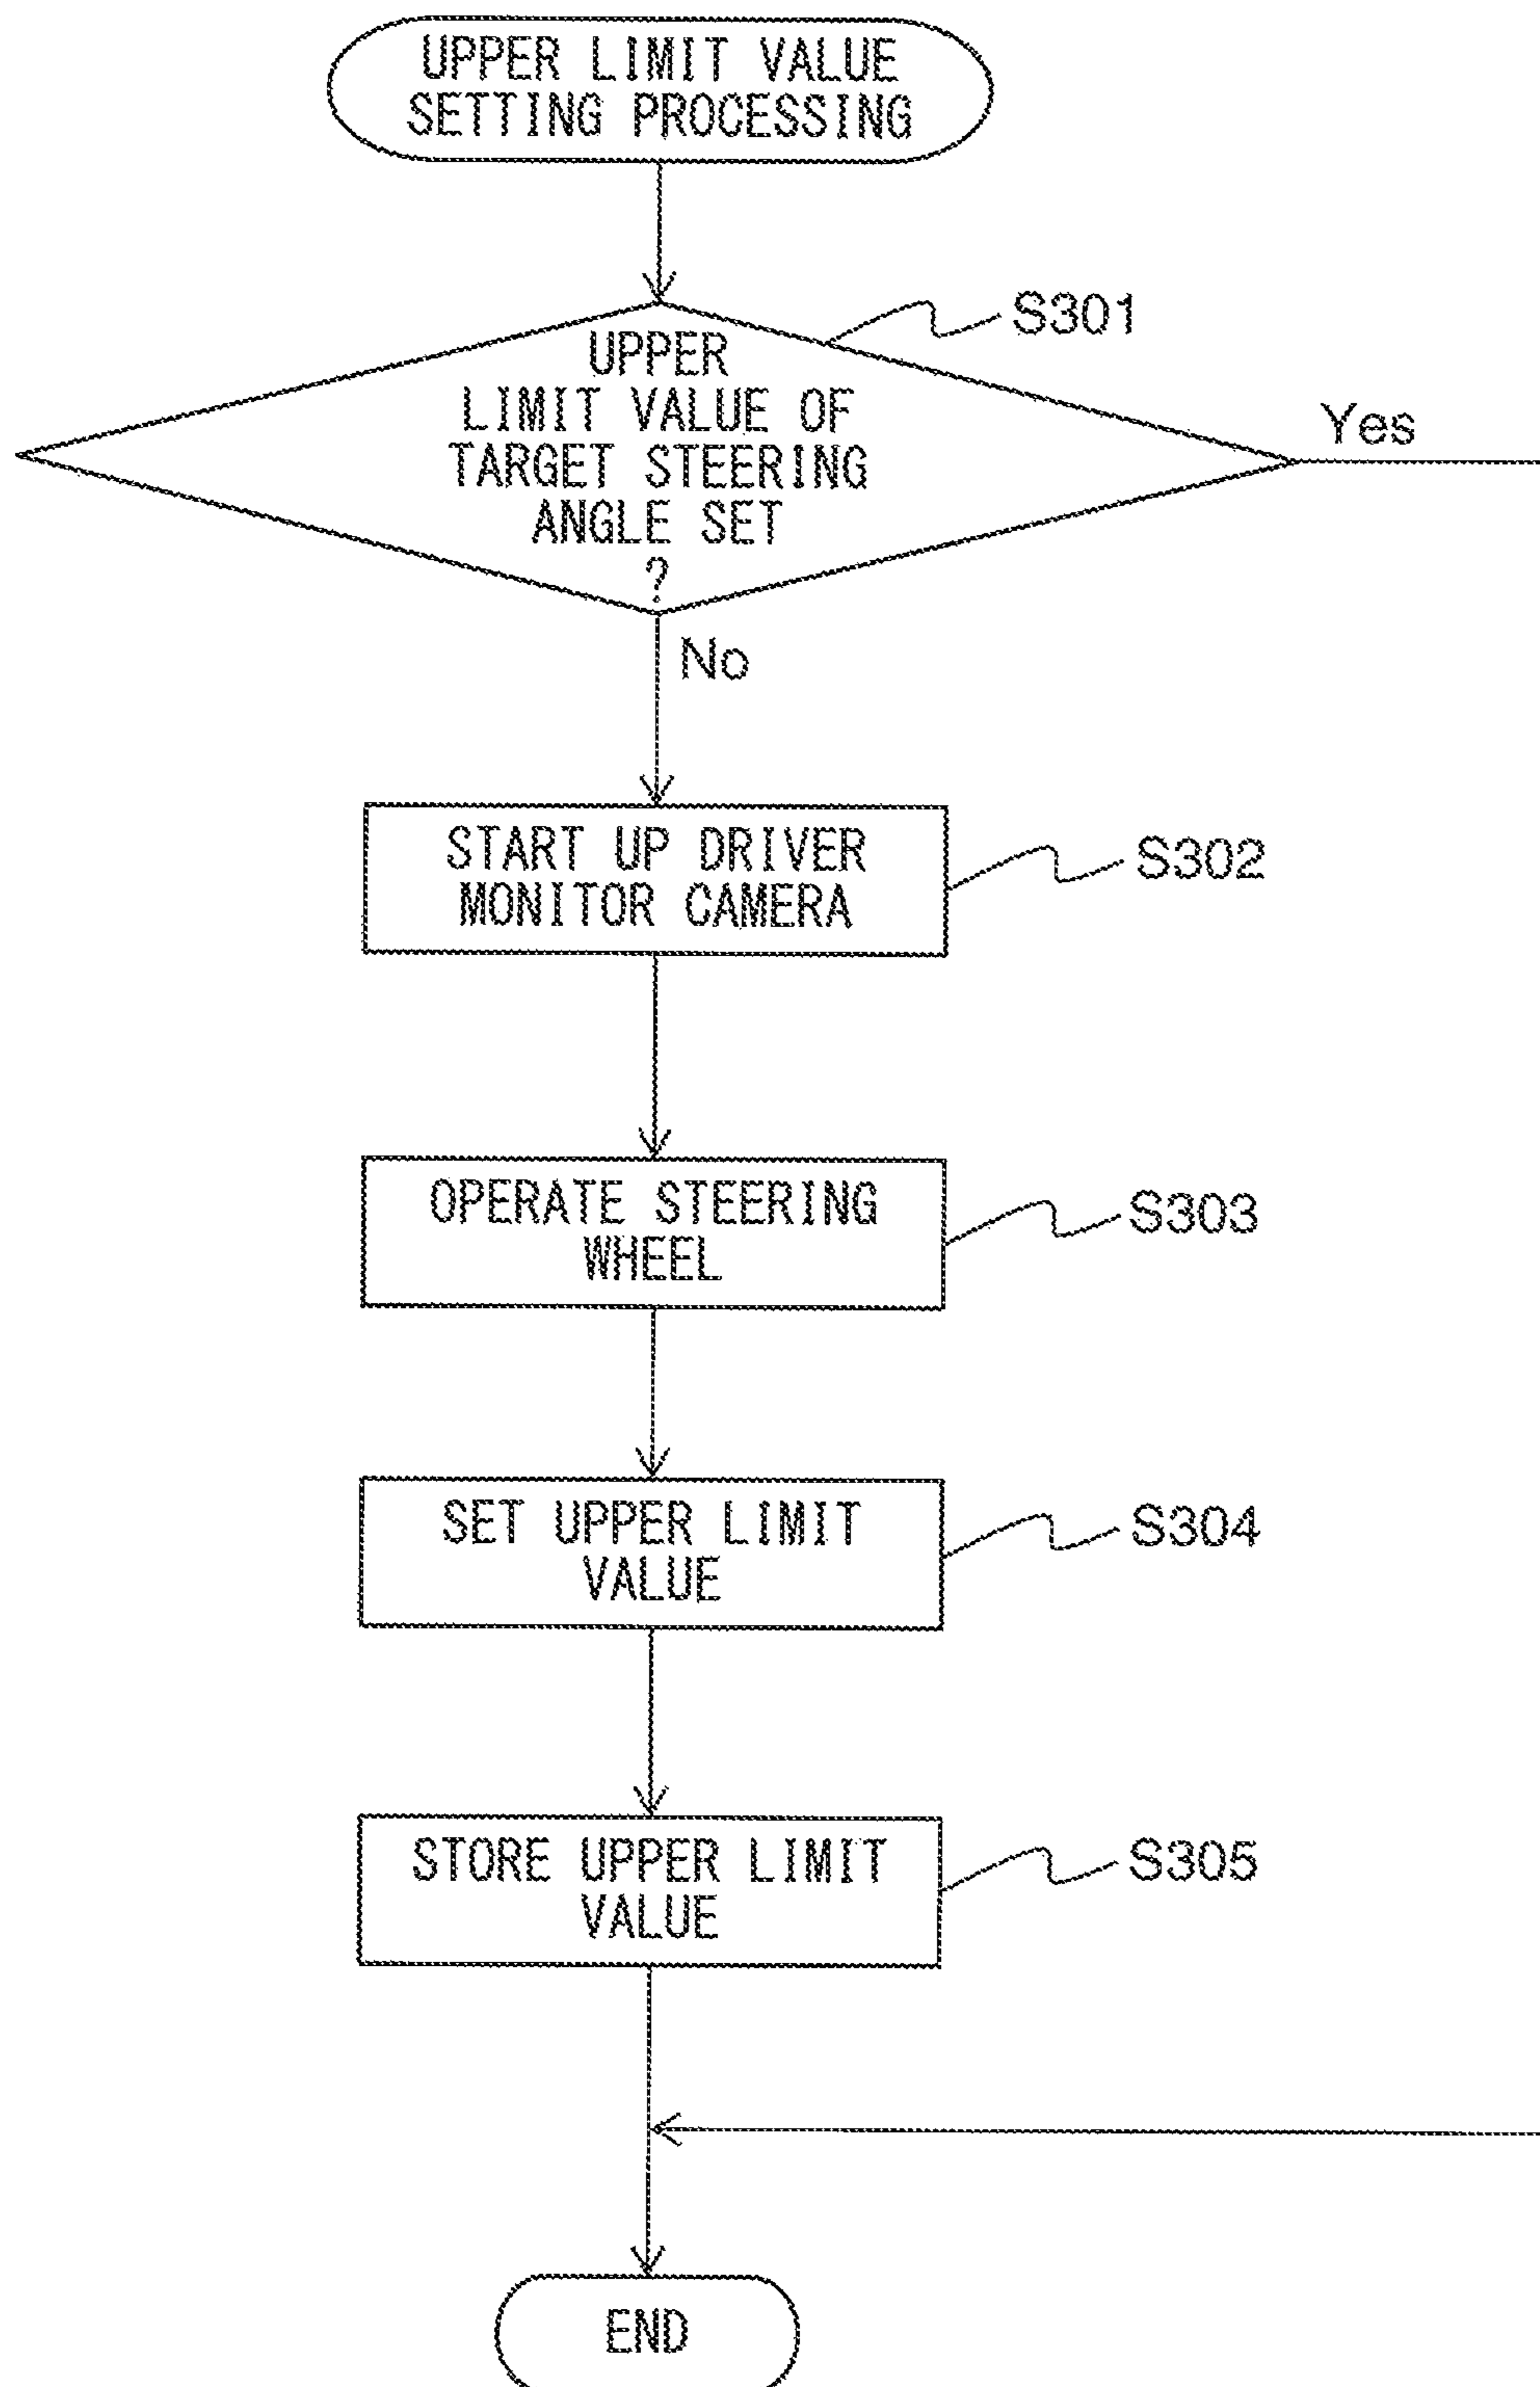 UPPER LIMIT VALUE
SETTING PROCESSING
S301
UPPER
LIMIT VALUE OF
TARGET STEERING
ANGLE SET
?
Yes
No
START UP DRIVER
MONITOR CAMERA
S302
OPERATE STEERING
WHEEL
S303
SET UPPER LIMIT
VALUE
S304
STORE UPPER LIMIT
VALUE
S305
END